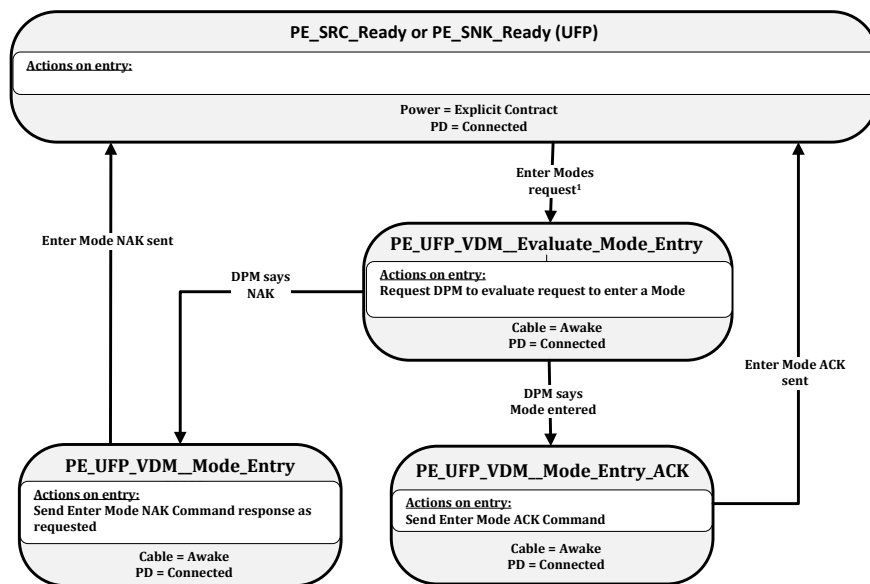 PE_SRC_Ready or PE_SNK_Ready (UFP)
Actions on entry:
Power = Explicit Contract
PD = Connected
Enter Modes
request¹
Enter Mode NAK sent
PE_UFP_VDM__Evaluate_Mode_Entry
Actions on entry:
Request DPM to evaluate request to enter a Mode
Cable = Awake
PD = Connected
DPM says
NAK
Enter Mode ACK
sent
DPM says
Mode entered
PE_UFP_VDM__Mode_Entry
Actions on entry:
Send Enter Mode NAK Command response as
requested
Cable = Awake
PD = Connected
PE_UFP_VDM__Mode_Entry_ACK
Actions on entry:
Send Enter Mode ACK Command
Cable = Awake
PD = Connected